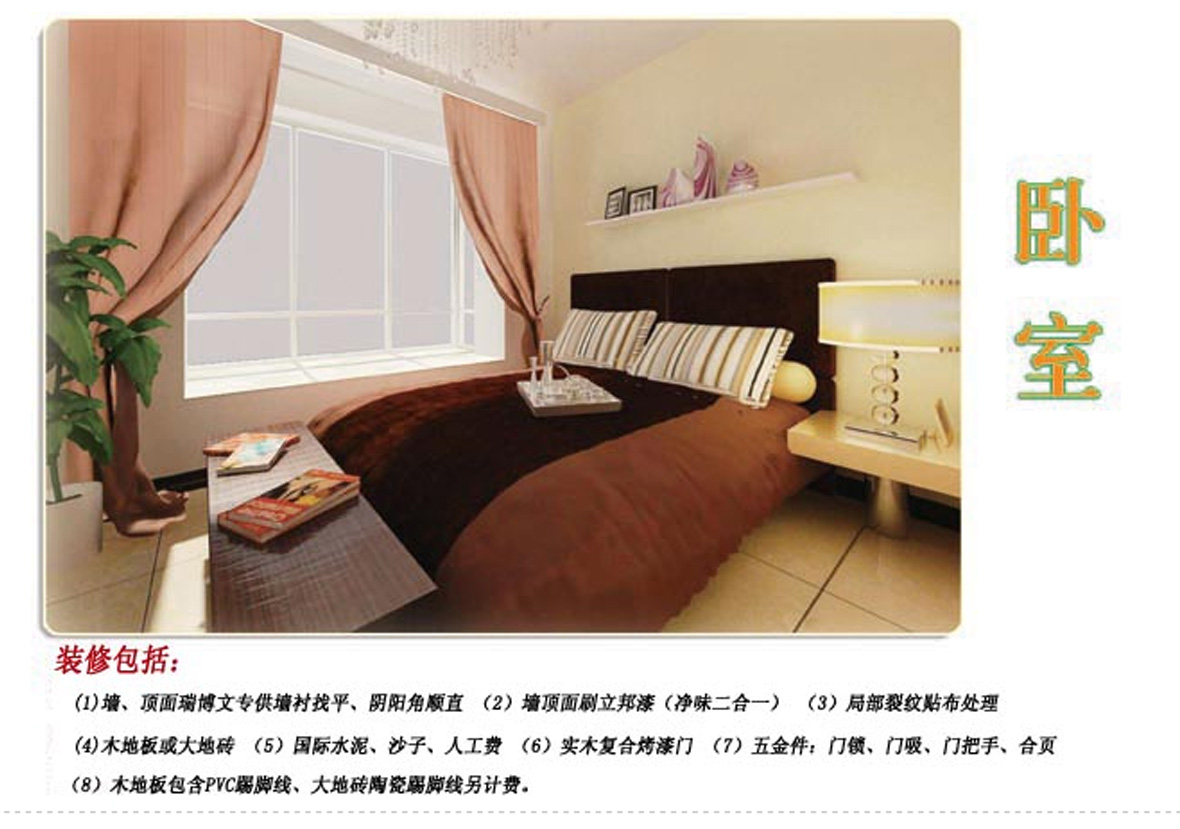 卧室
装修包括：
(1)墙、顶面瑞博文专供墙衬找平、阴阳角顺直 （2）墙顶面刷立邦漆（净味二合一） （3）局部裂纹贴布处理
(4)木地板或大地砖 （5）国际水泥、沙子、人工费 （6）实木复合烤漆门 （7）五金件：门锁、门吸、门把手、合页
（8）木地板包含PVC踢脚线、大地砖陶瓷踢脚线另计费。